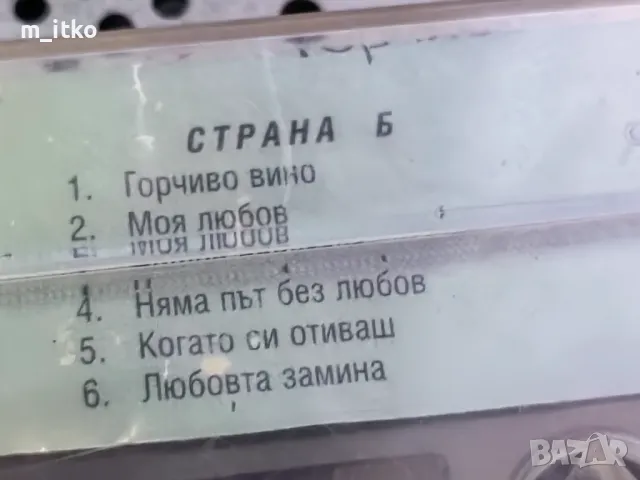 m_itko
СТРАНА Б
1. Горчиво вино
2. Моя любов
4. Няма път без любов
5. Когато си отиваш
6. Любовта замина
BAZAR